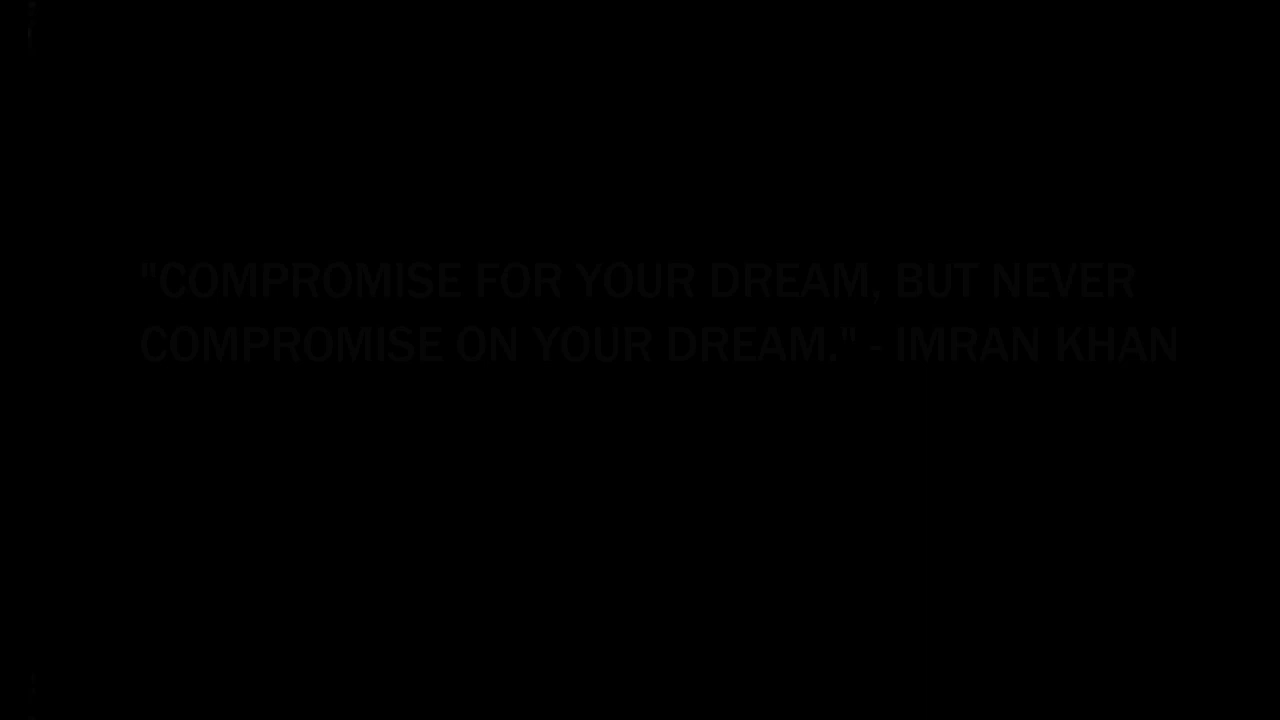 "COMPROMISE FOR YOUR DREAM, BUT NEVER
COMPROMISE ON YOUR DREAM." - IMRAN KHAN